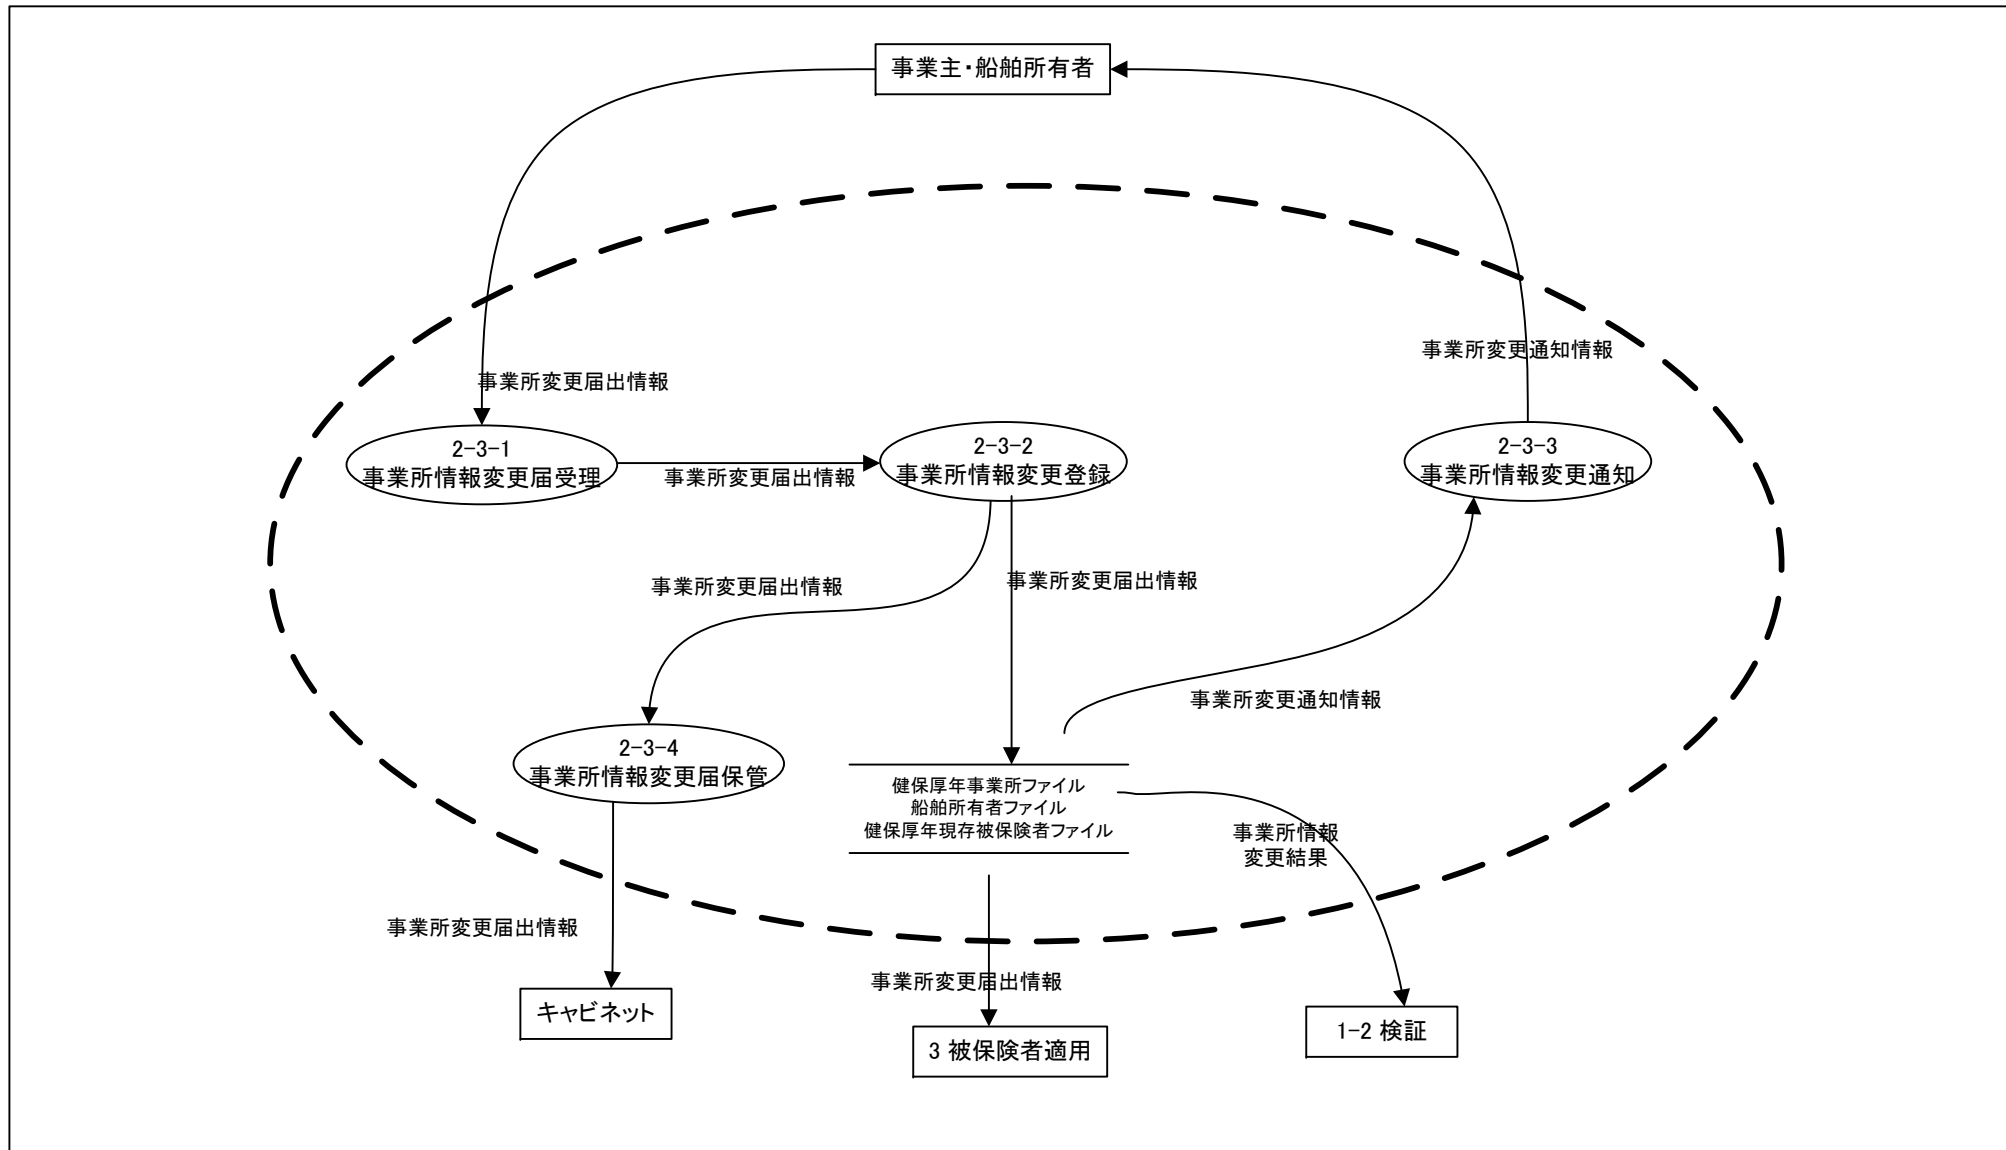 事業主・船舶所有者
事業所変更通知情報
事業所変更届出情報
2-3-1
事業所情報変更届受理
事業所変更届出情報
2-3-2
事業所情報変更登録
2-3-3
事業所情報変更通知
事業所変更届出情報
事業所変更届出情報
事業所変更通知情報
2-3-4
事業所情報変更届保管
健保厚年事業所ファイル
船舶所有者ファイル
健保厚年現存被保険者ファイル
事業所情報
変更結果
事業所変更届出情報
事業所変更届出情報
キャビネット
3 被保険者適用
1-2 検証